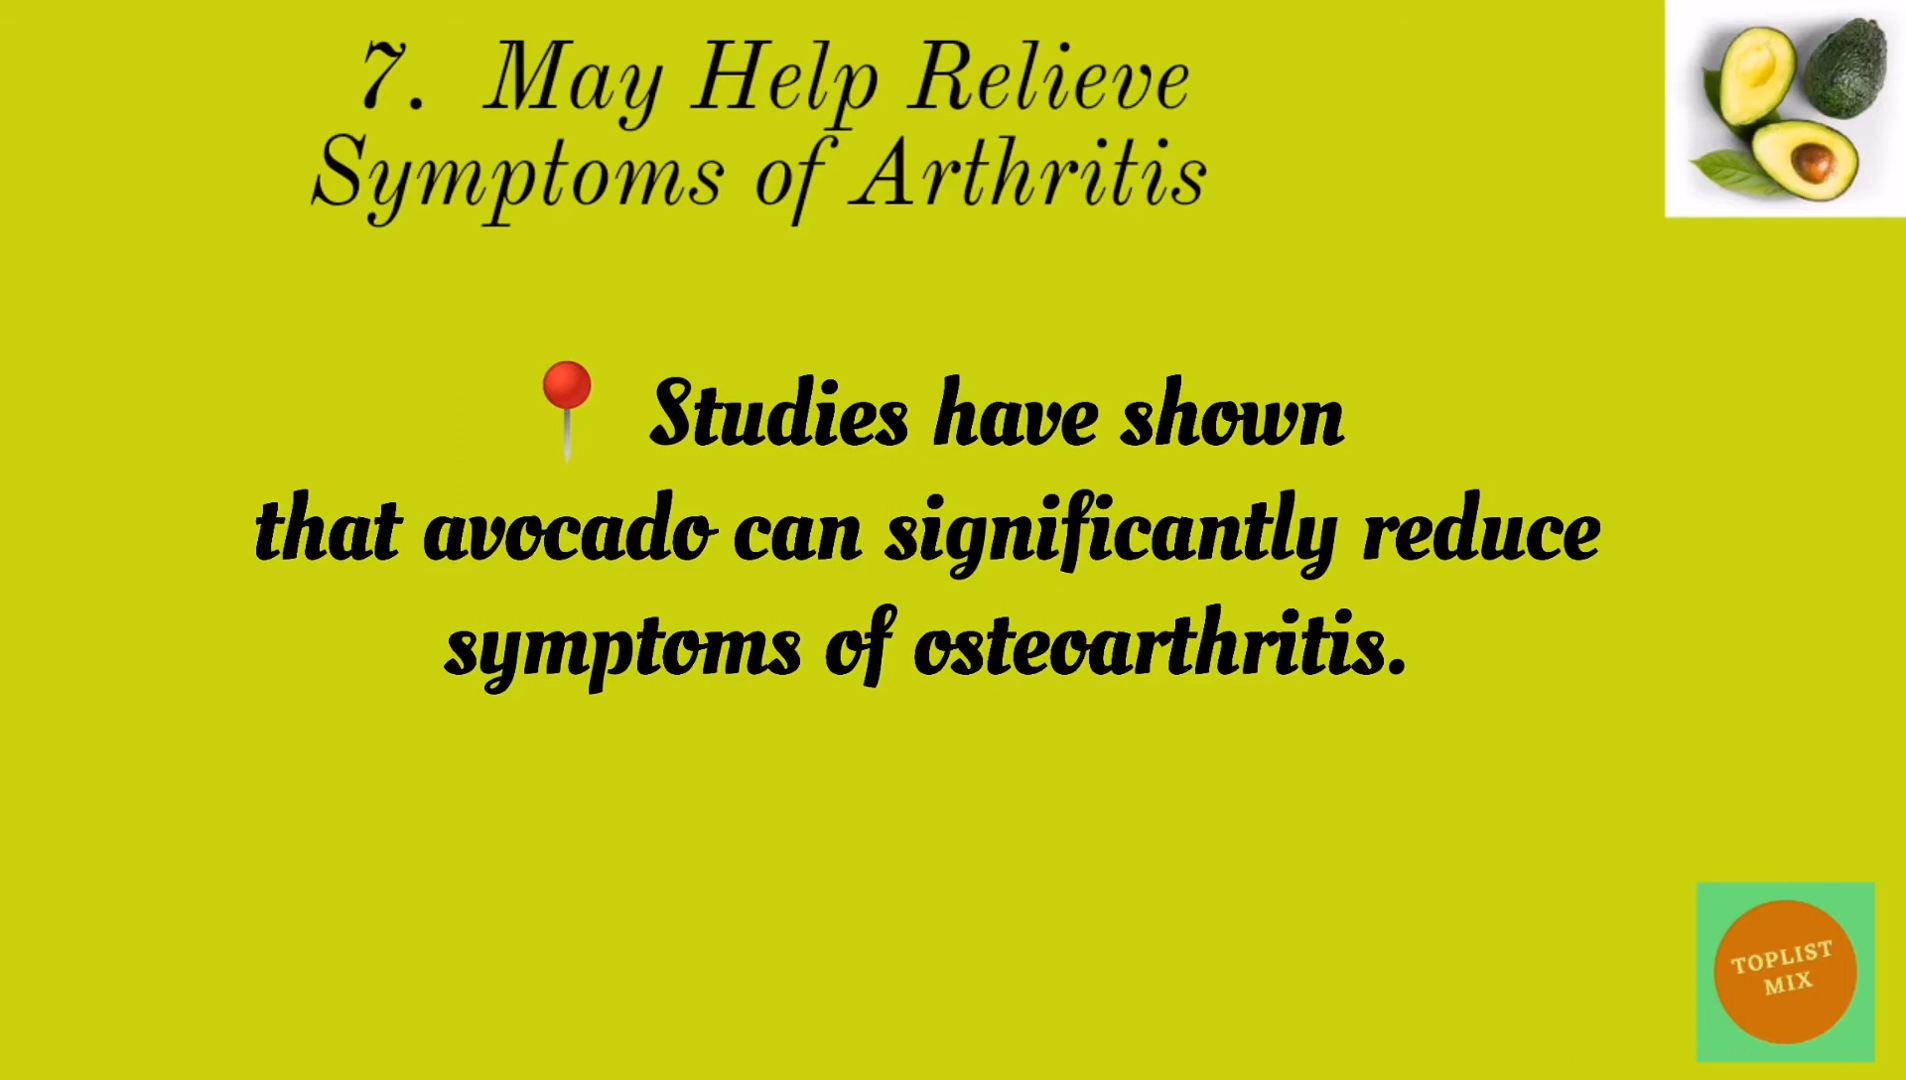 7. May Help Relieve
Symptoms of Arthritis
📍 Studies have shown
that avocado can significantly reduce
symptoms of osteoarthritis.
TOPLIST
MIX